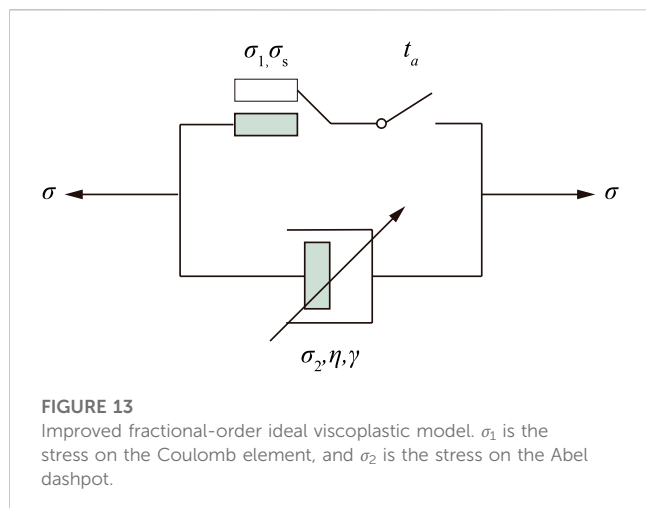 σ₁,σₛ
tₐ
σ
σ
σ₂,η,γ
FIGURE 13
Improved fractional-order ideal viscoplastic model. σ₁ is the
stress on the Coulomb element, and σ₂ is the stress on the Abel
dashpot.